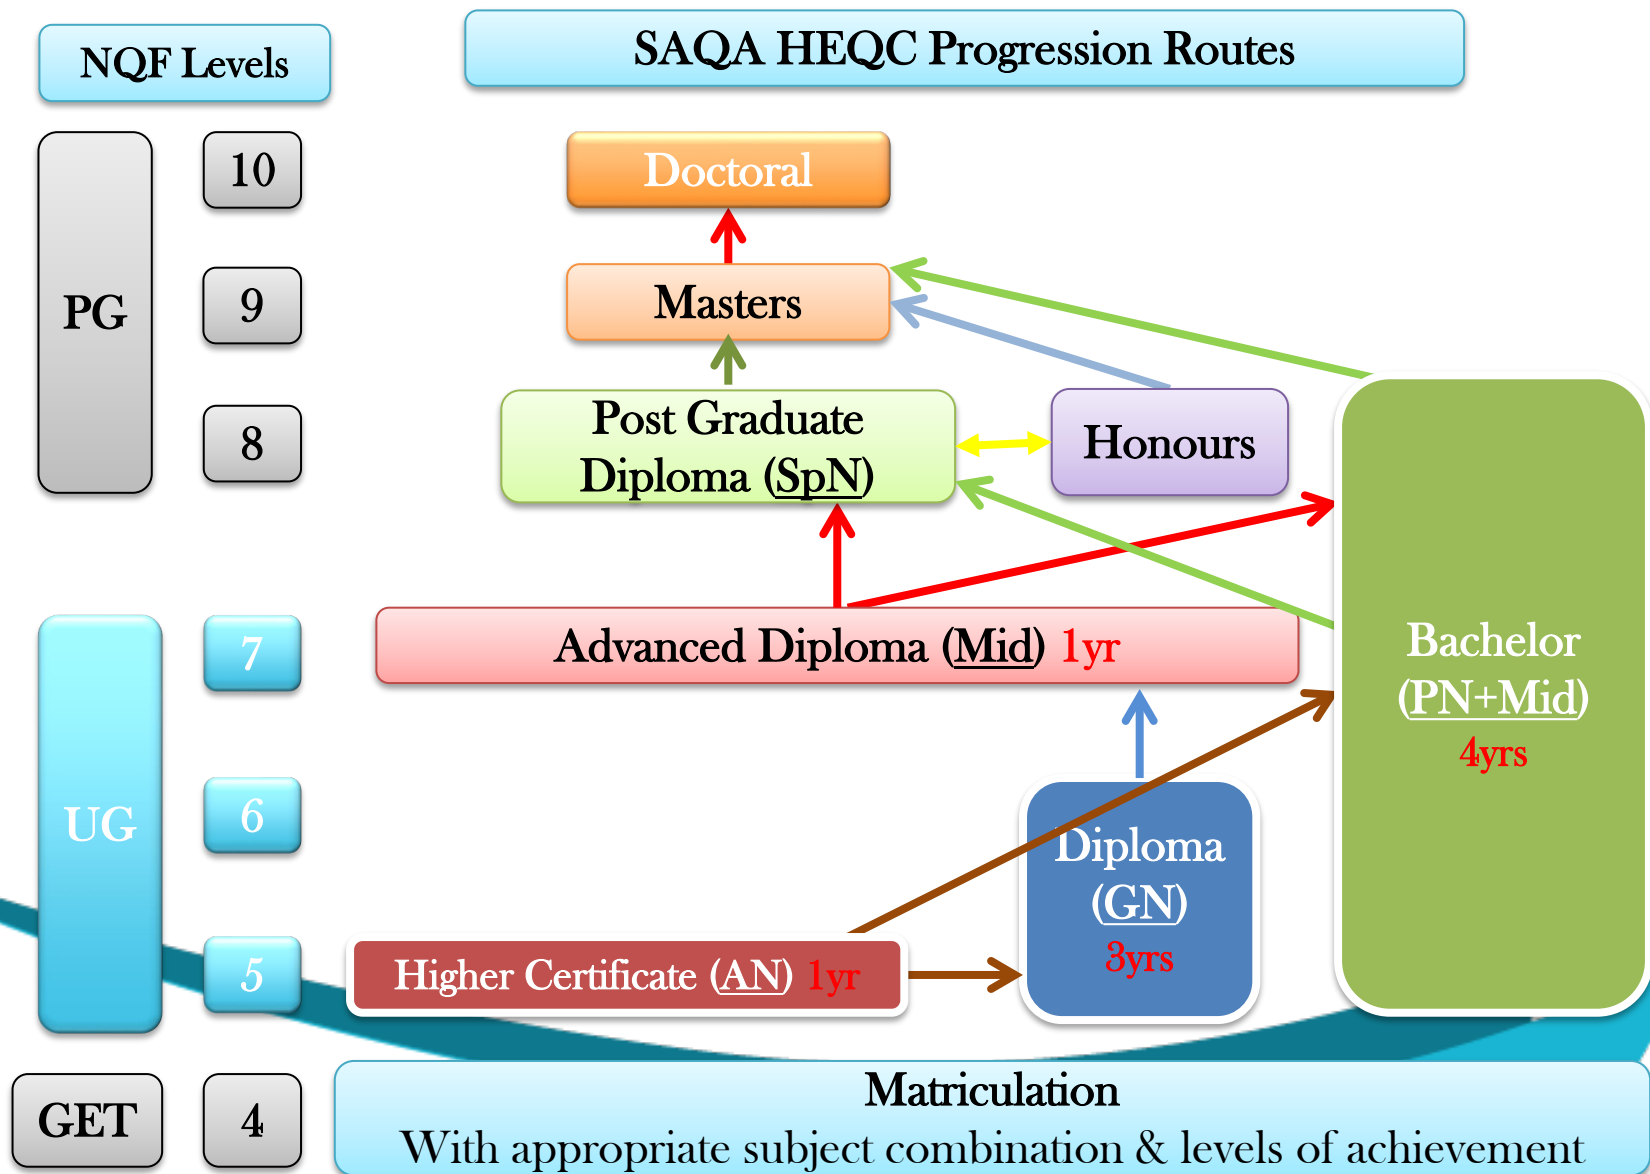 NQF Levels
SAQA HEQC Progression Routes
PG
10
Doctoral
9
Masters
8
Post Graduate
Diploma (SpN)
Honours
UG
7
Advanced Diploma (Mid) 1yr
Bachelor
(PN+Mid)
4yrs
6
Diploma
(GN)
3yrs
5
Higher Certificate (AN) 1yr
GET
4
Matriculation
With appropriate subject combination & levels of achievement